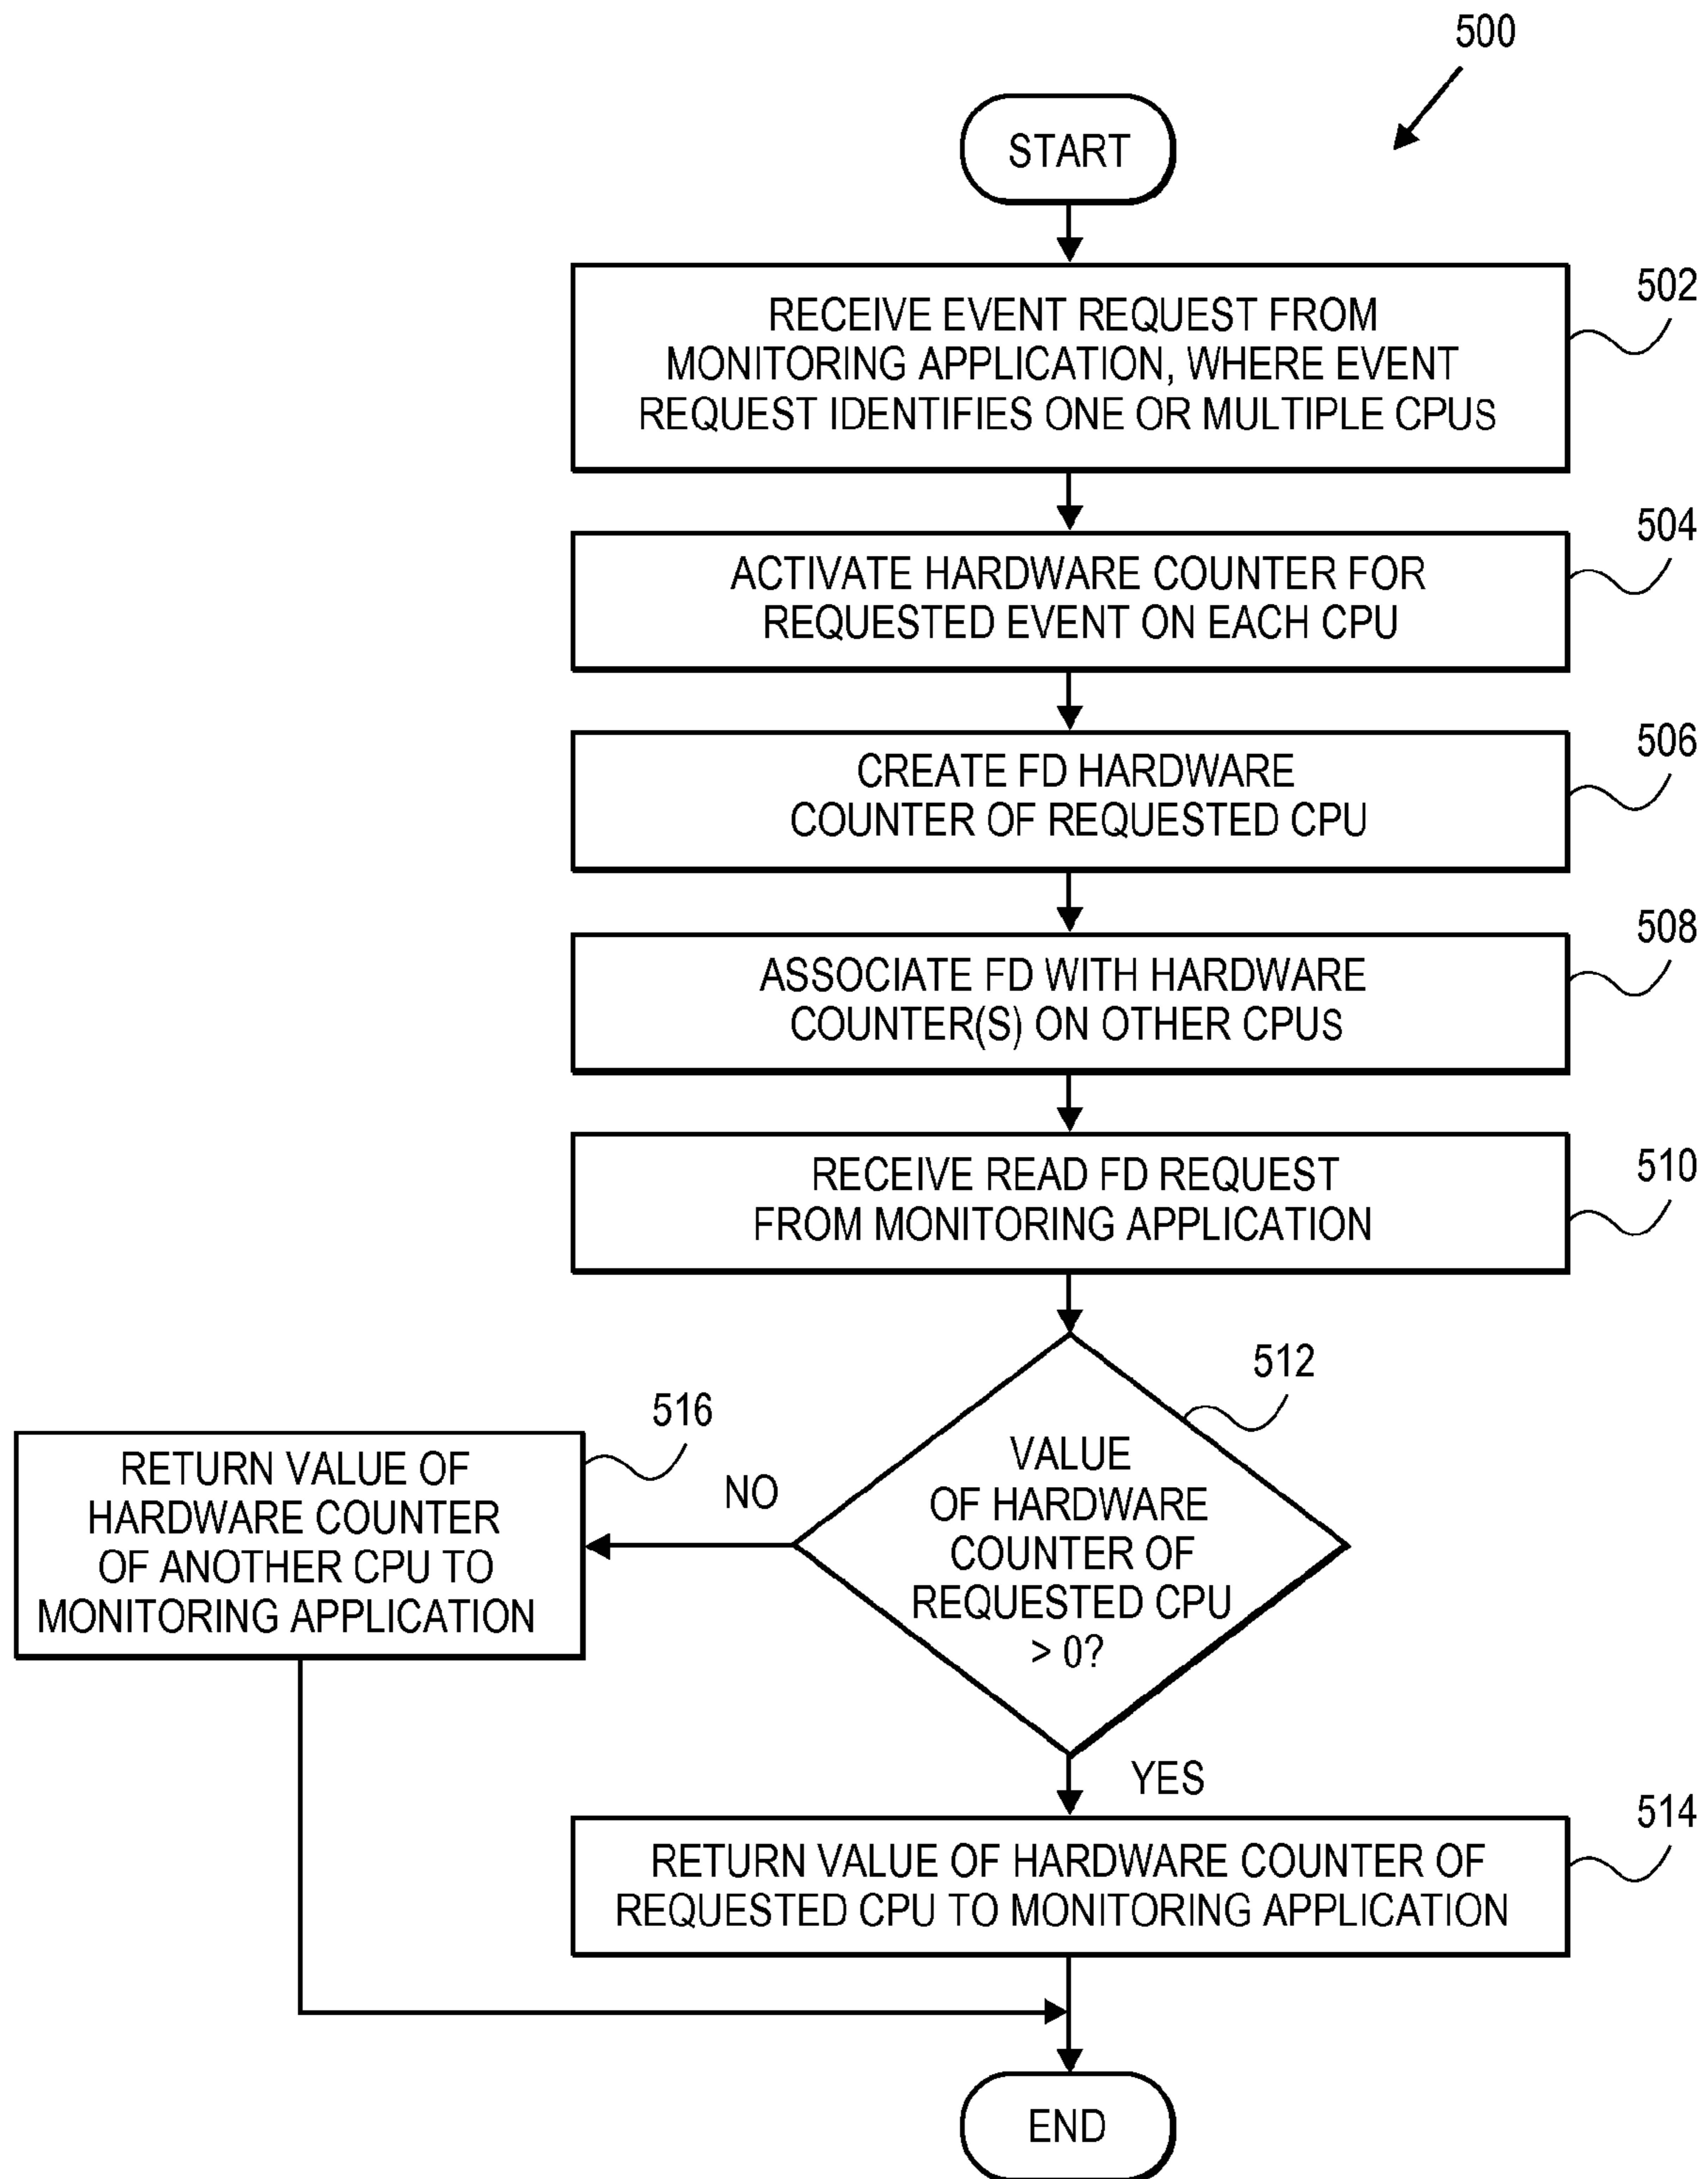 500
START
RECEIVE EVENT REQUEST FROM
MONITORING APPLICATION, WHERE EVENT
REQUEST IDENTIFIES ONE OR MULTIPLE CPUS
502
ACTIVATE HARDWARE COUNTER FOR
REQUESTED EVENT ON EACH CPU
504
CREATE FD HARDWARE
COUNTER OF REQUESTED CPU
506
ASSOCIATE FD WITH HARDWARE
COUNTER(S) ON OTHER CPUS
508
RECEIVE READ FD REQUEST
FROM MONITORING APPLICATION
510
VALUE
OF HARDWARE
COUNTER OF
REQUESTED CPU
> 0?
512
NO
RETURN VALUE OF
HARDWARE COUNTER
OF ANOTHER CPU TO
MONITORING APPLICATION
516
YES
RETURN VALUE OF HARDWARE COUNTER OF
REQUESTED CPU TO MONITORING APPLICATION
514
END